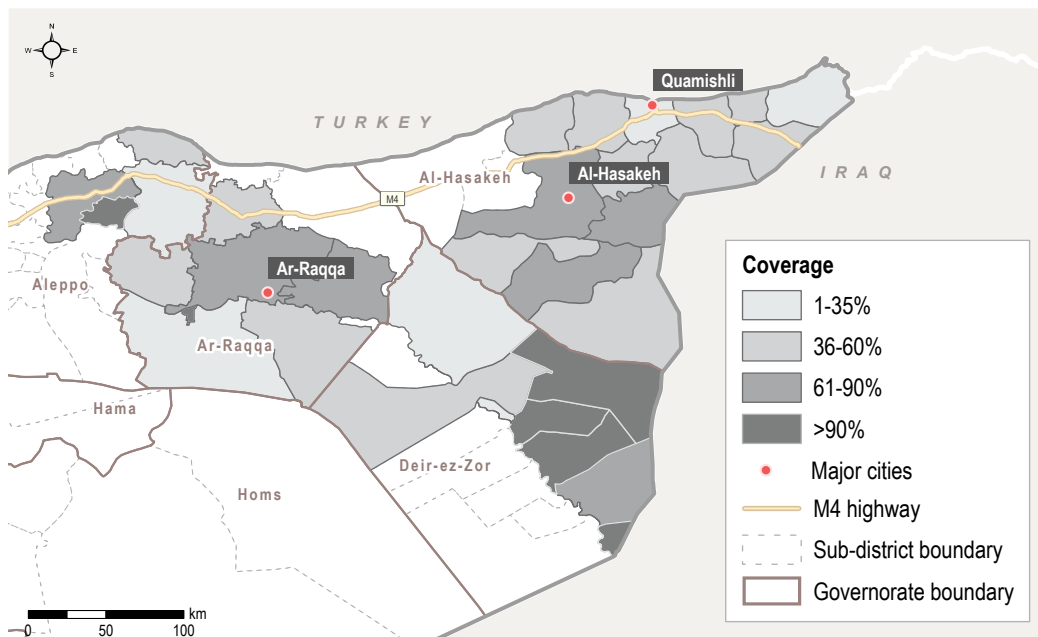 N
W E
S
Quamishli
TURKEY
Al-Hasakeh
Al-Hasakeh
IRAQ
M4
Ar-Raqqa
Aleppo
Ar-Raqqa
Hama
Deir-ez-Zor
Homs
Coverage
1-35%
36-60%
61-90%
>90%
Major cities
M4 highway
Sub-district boundary
Governorate boundary
km
0 50 100